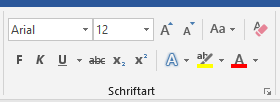 Arial 12 A A Aa A
F K U abc x₂ x² A ab A
Schriftart